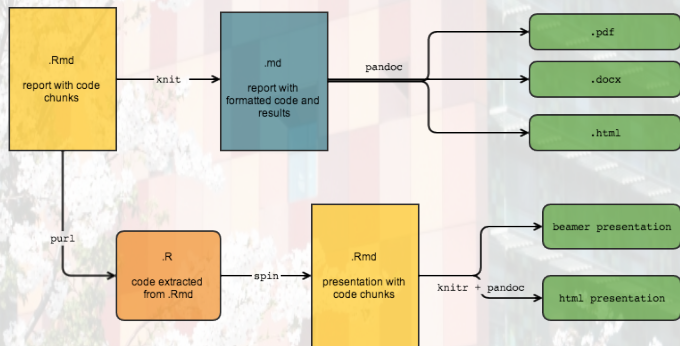 .Rmd
report with code
chunks
knit
.md
report with
formatted code and
results
pandoc
.pdf
.docx
.html
purl
.R
code extracted
from .Rmd
spin
.Rmd
presentation with
code chunks
knitr + pandoc
beamer presentation
html presentation